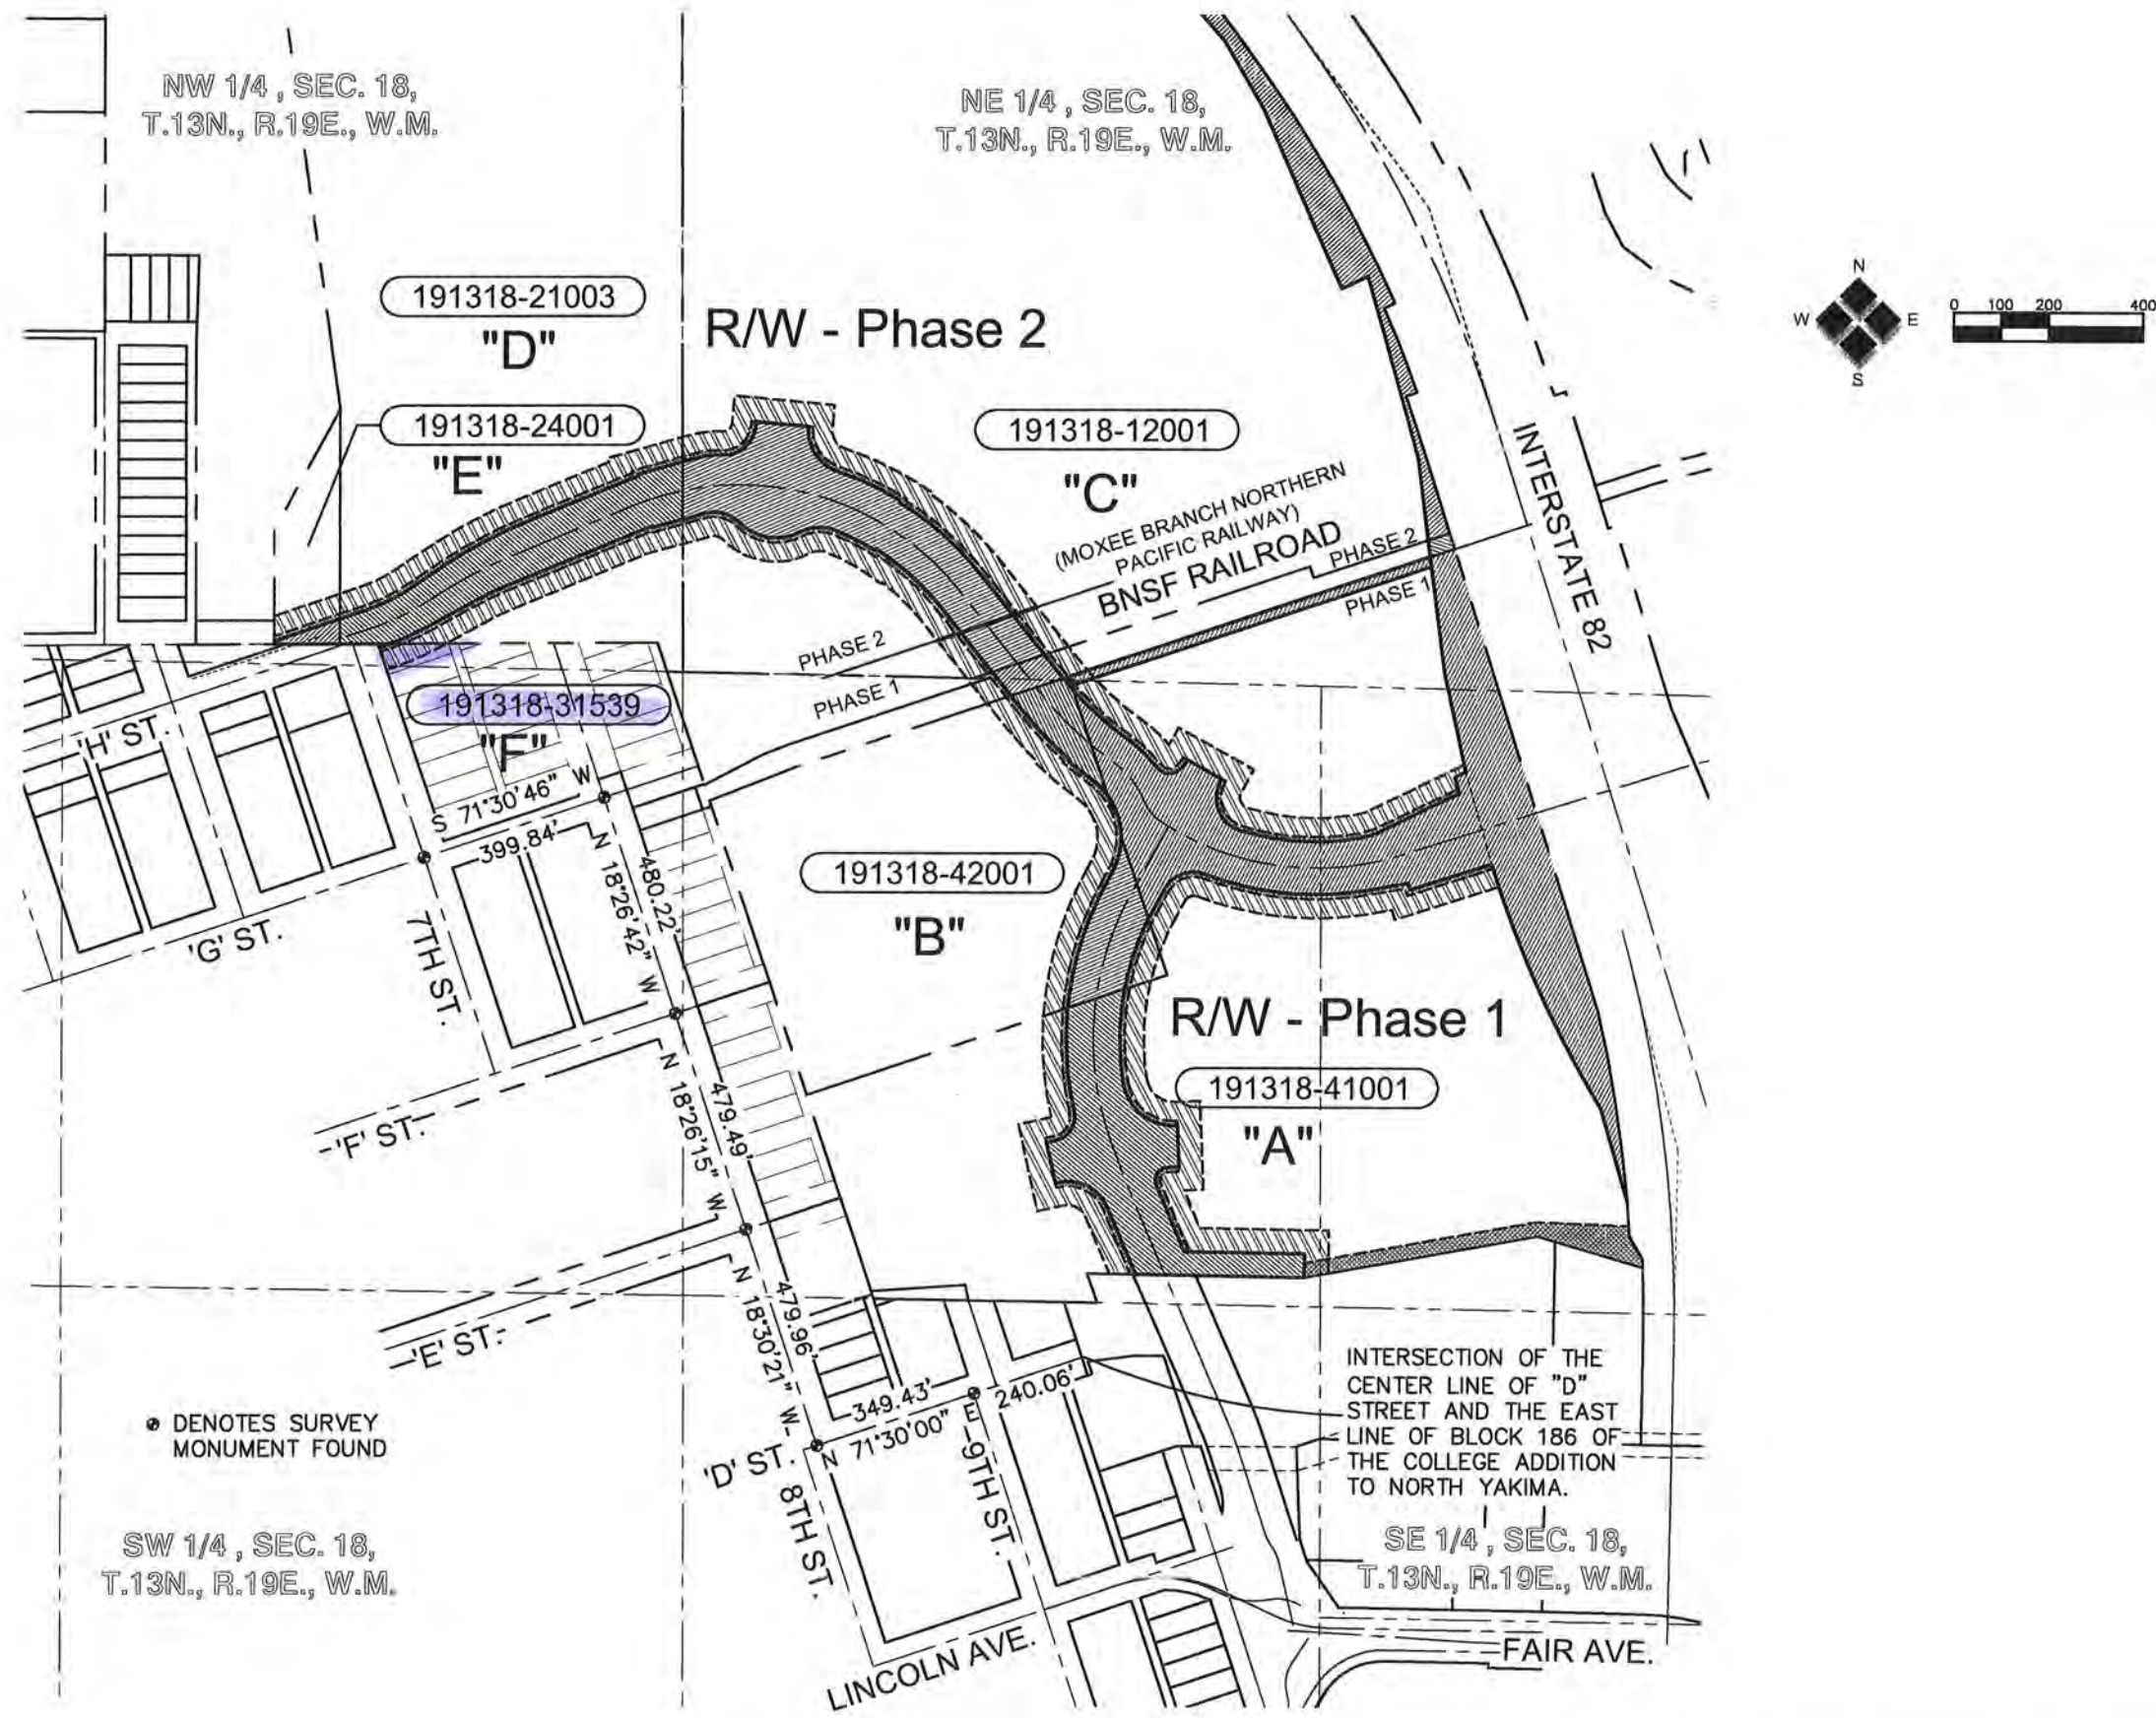 NW 1/4 , SEC. 18,
T.13N., R.19E., W.M.
NE 1/4 , SEC. 18,
T.13N., R.19E., W.M.
N
W
E
S
0 100 200 400
191318-21003
"D"
R/W - Phase 2
191318-24001
"E"
191318-12001
"C"
(MOXEE BRANCH NORTHERN
PACIFIC RAILWAY)
BNSF RAILROAD
PHASE 2
PHASE 1
INTERSTATE 82
PHASE 2
PHASE 1
191318-31539
"F"
'H' ST.
S 71°30'46" W
399.84'
N 18°26'42" W
480.22'
'G' ST.
7TH ST.
191318-42001
"B"
R/W - Phase 1
191318-41001
"A"
'F' ST.
N 18°26'15" W
479.49'
'E' ST.
N 18°30'21" W
479.96'
349.43'
240.06'
N 71°30'00" E
'D' ST.
8TH ST.
9TH ST.
INTERSECTION OF THE
CENTER LINE OF "D"
STREET AND THE EAST
LINE OF BLOCK 186 OF
THE COLLEGE ADDITION
TO NORTH YAKIMA.
DENOTES SURVEY
MONUMENT FOUND
SW 1/4 , SEC. 18,
T.13N., R.19E., W.M.
SE 1/4 , SEC. 18,
T.13N., R.19E., W.M.
LINCOLN AVE.
FAIR AVE.